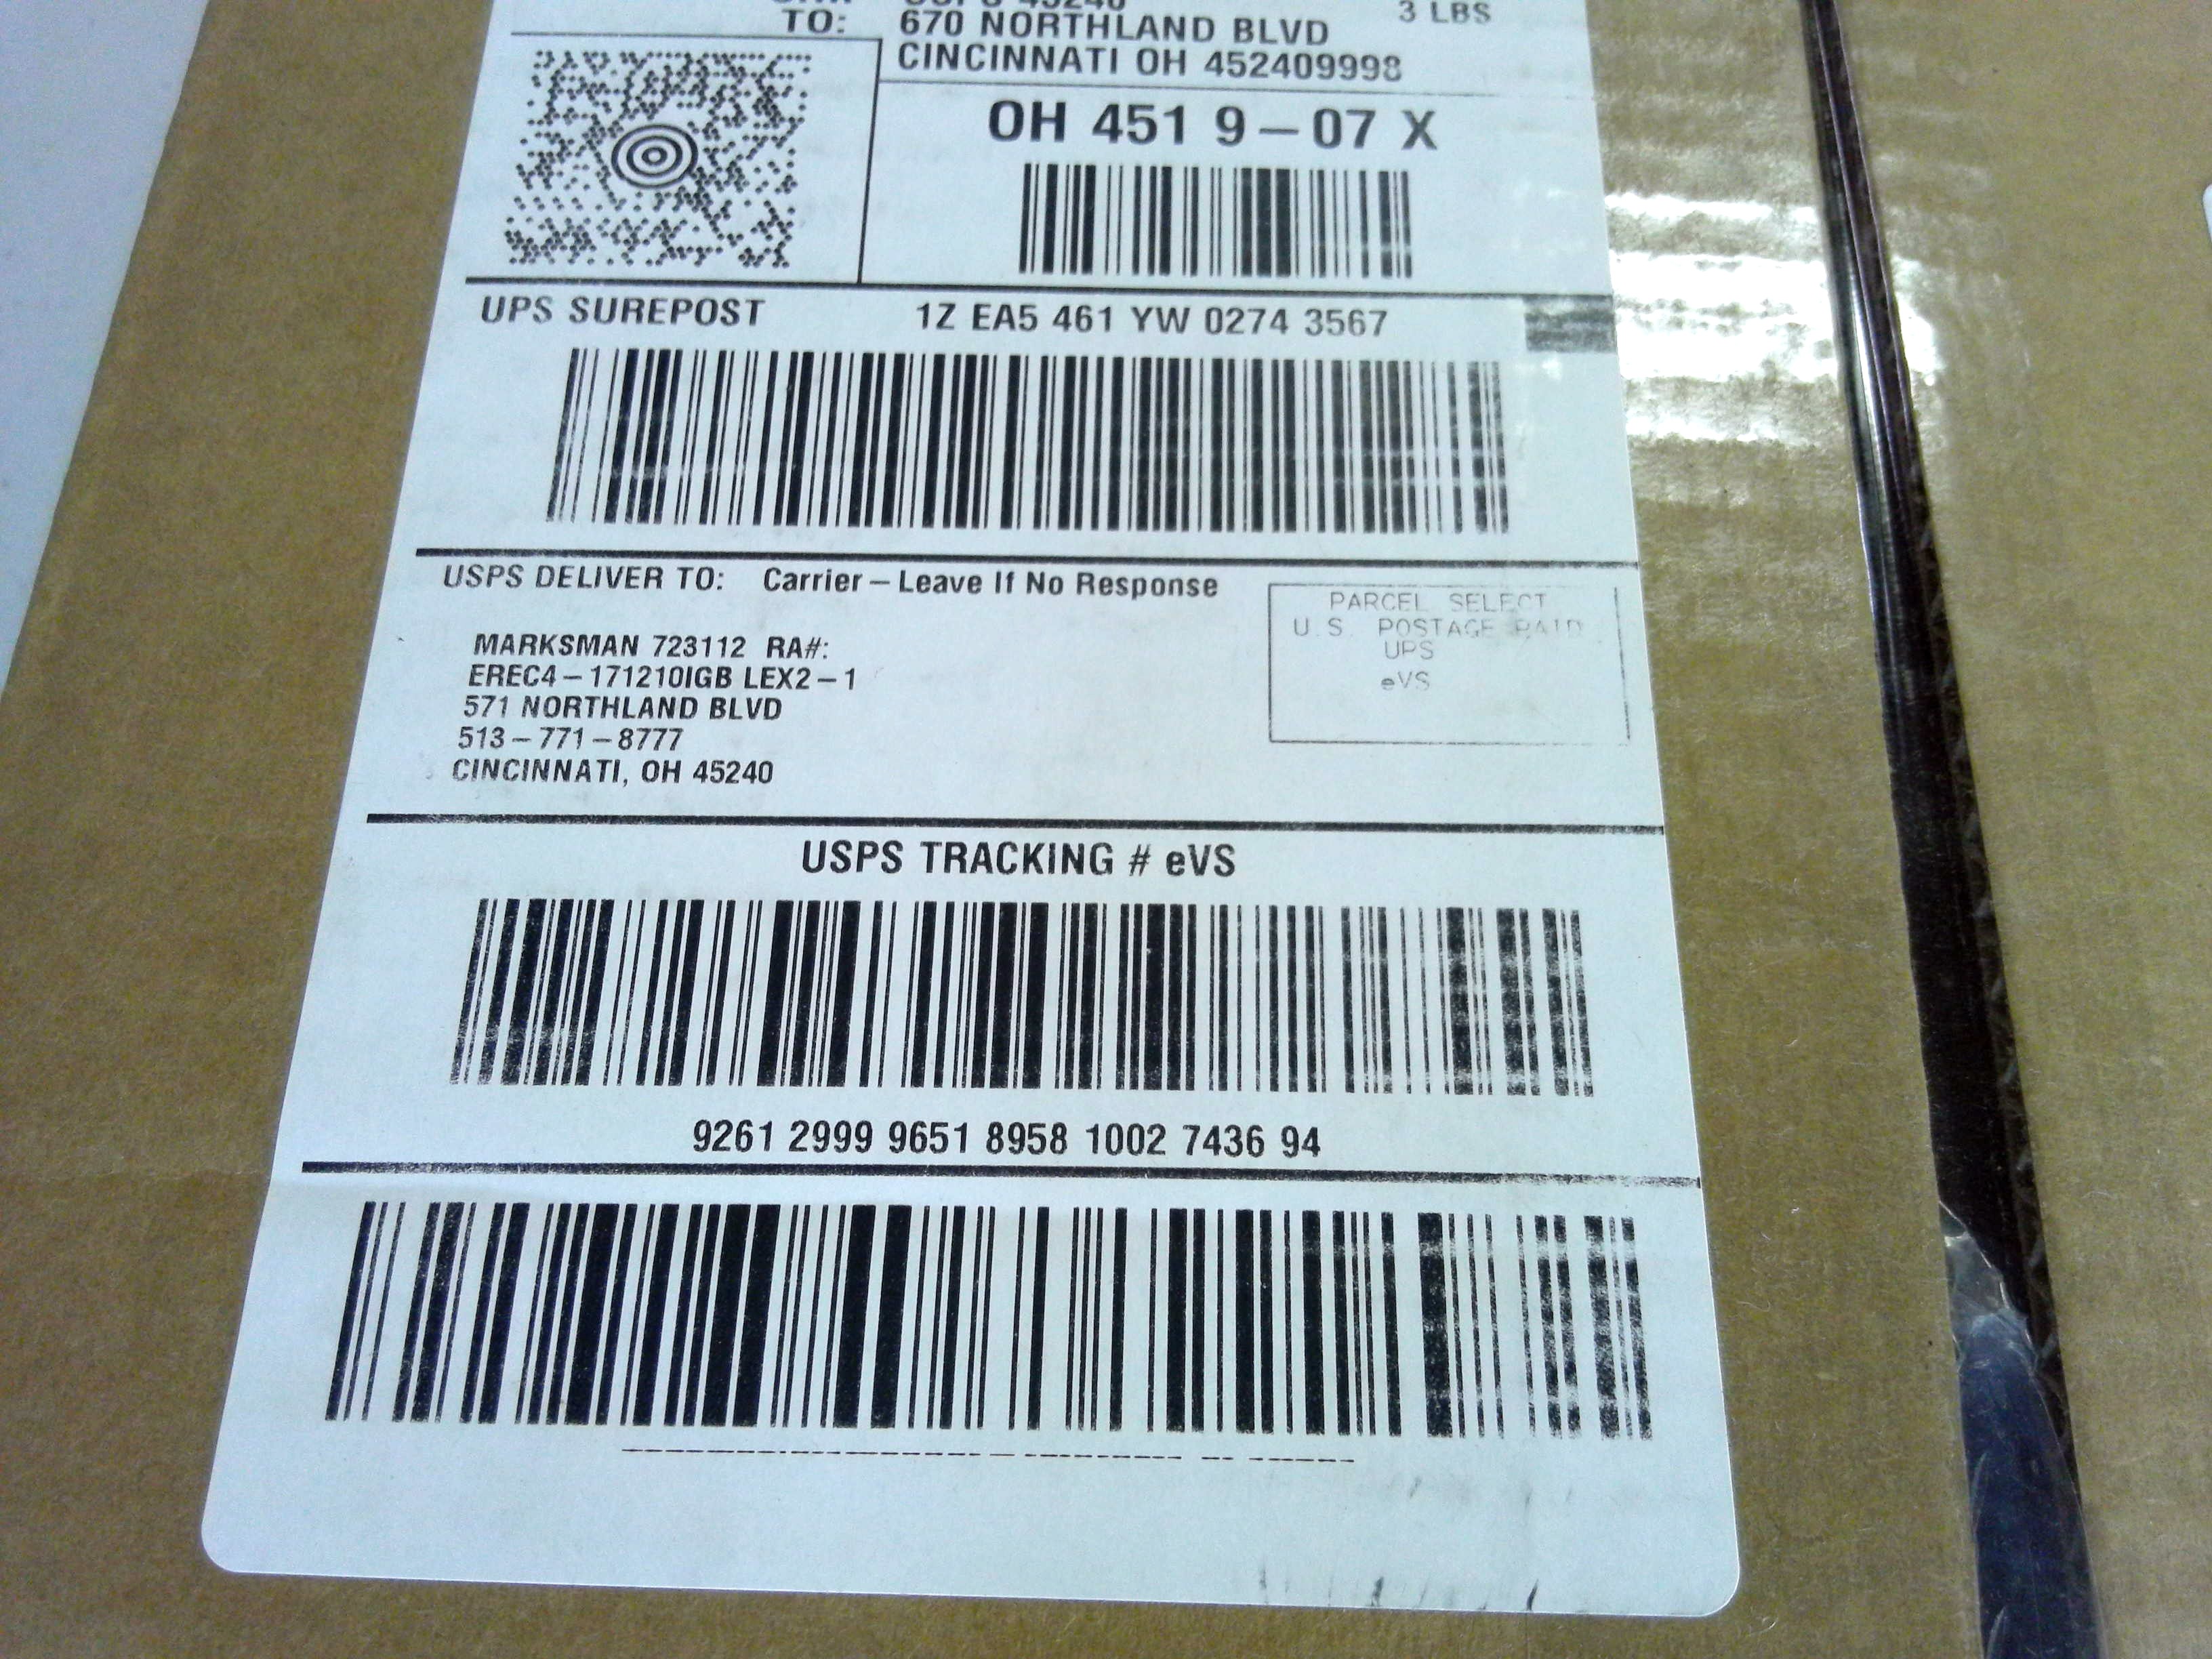 TO: 670 NORTHLAND BLVD
3 LBS
CINCINNATI OH 452409998
OH 451 9-07 X
UPS SUREPOST 1Z EA5 461 YW 0274 3567
USPS DELIVER TO: Carrier - Leave If No Response
PARCEL SELECT
U.S. POSTAGE PAID
UPS
eVS
MARKSMAN 723112 RA#:
EREC4-171210IGB LEX2-1
571 NORTHLAND BLVD
513-771-8777
CINCINNATI, OH 45240
USPS TRACKING # eVS
9261 2999 9651 8958 1002 7436 94